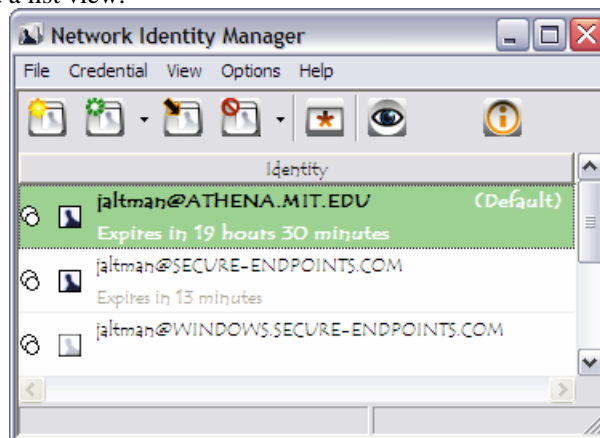 a list view.
Network Identity Manager
File Credential View Options Help
Identity
jaltman@ATHENA.MIT.EDU (Default)
Expires in 19 hours 30 minutes
jaltman@SECURE-ENDPOINTS.COM
Expires in 13 minutes
jaltman@WINDOWS.SECURE-ENDPOINTS.COM